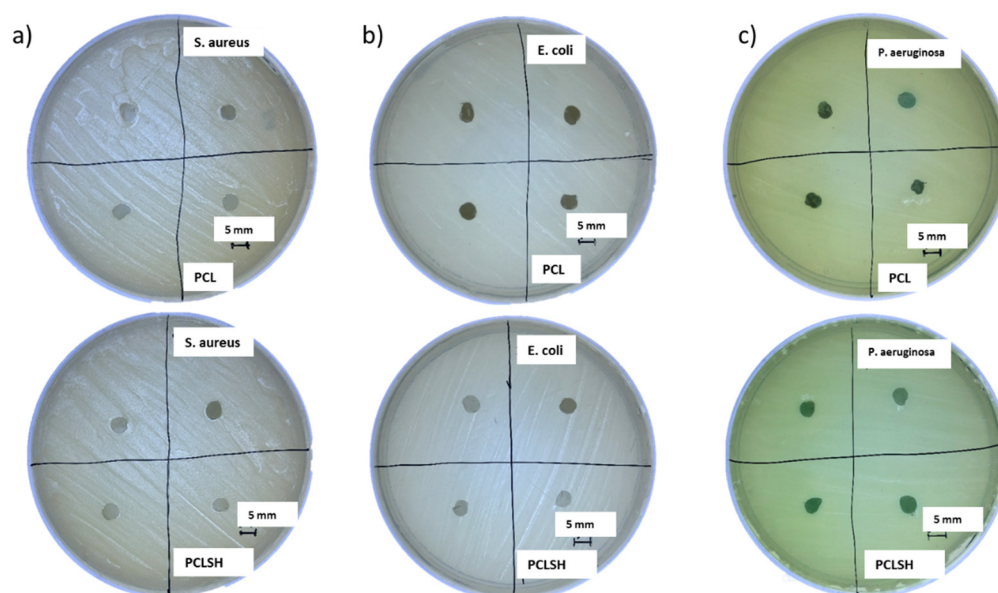 a)
S. aureus
5 mm
PCL
b)
E. coli
5 mm
PCL
c)
P. aeruginosa
5 mm
PCL
S. aureus
5 mm
PCLSH
E. coli
5 mm
PCLSH
P. aeruginosa
5 mm
PCLSH